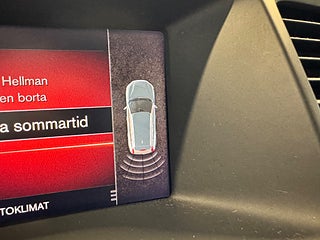 Hellman
en borta
a sommartid
TOKLIMAT